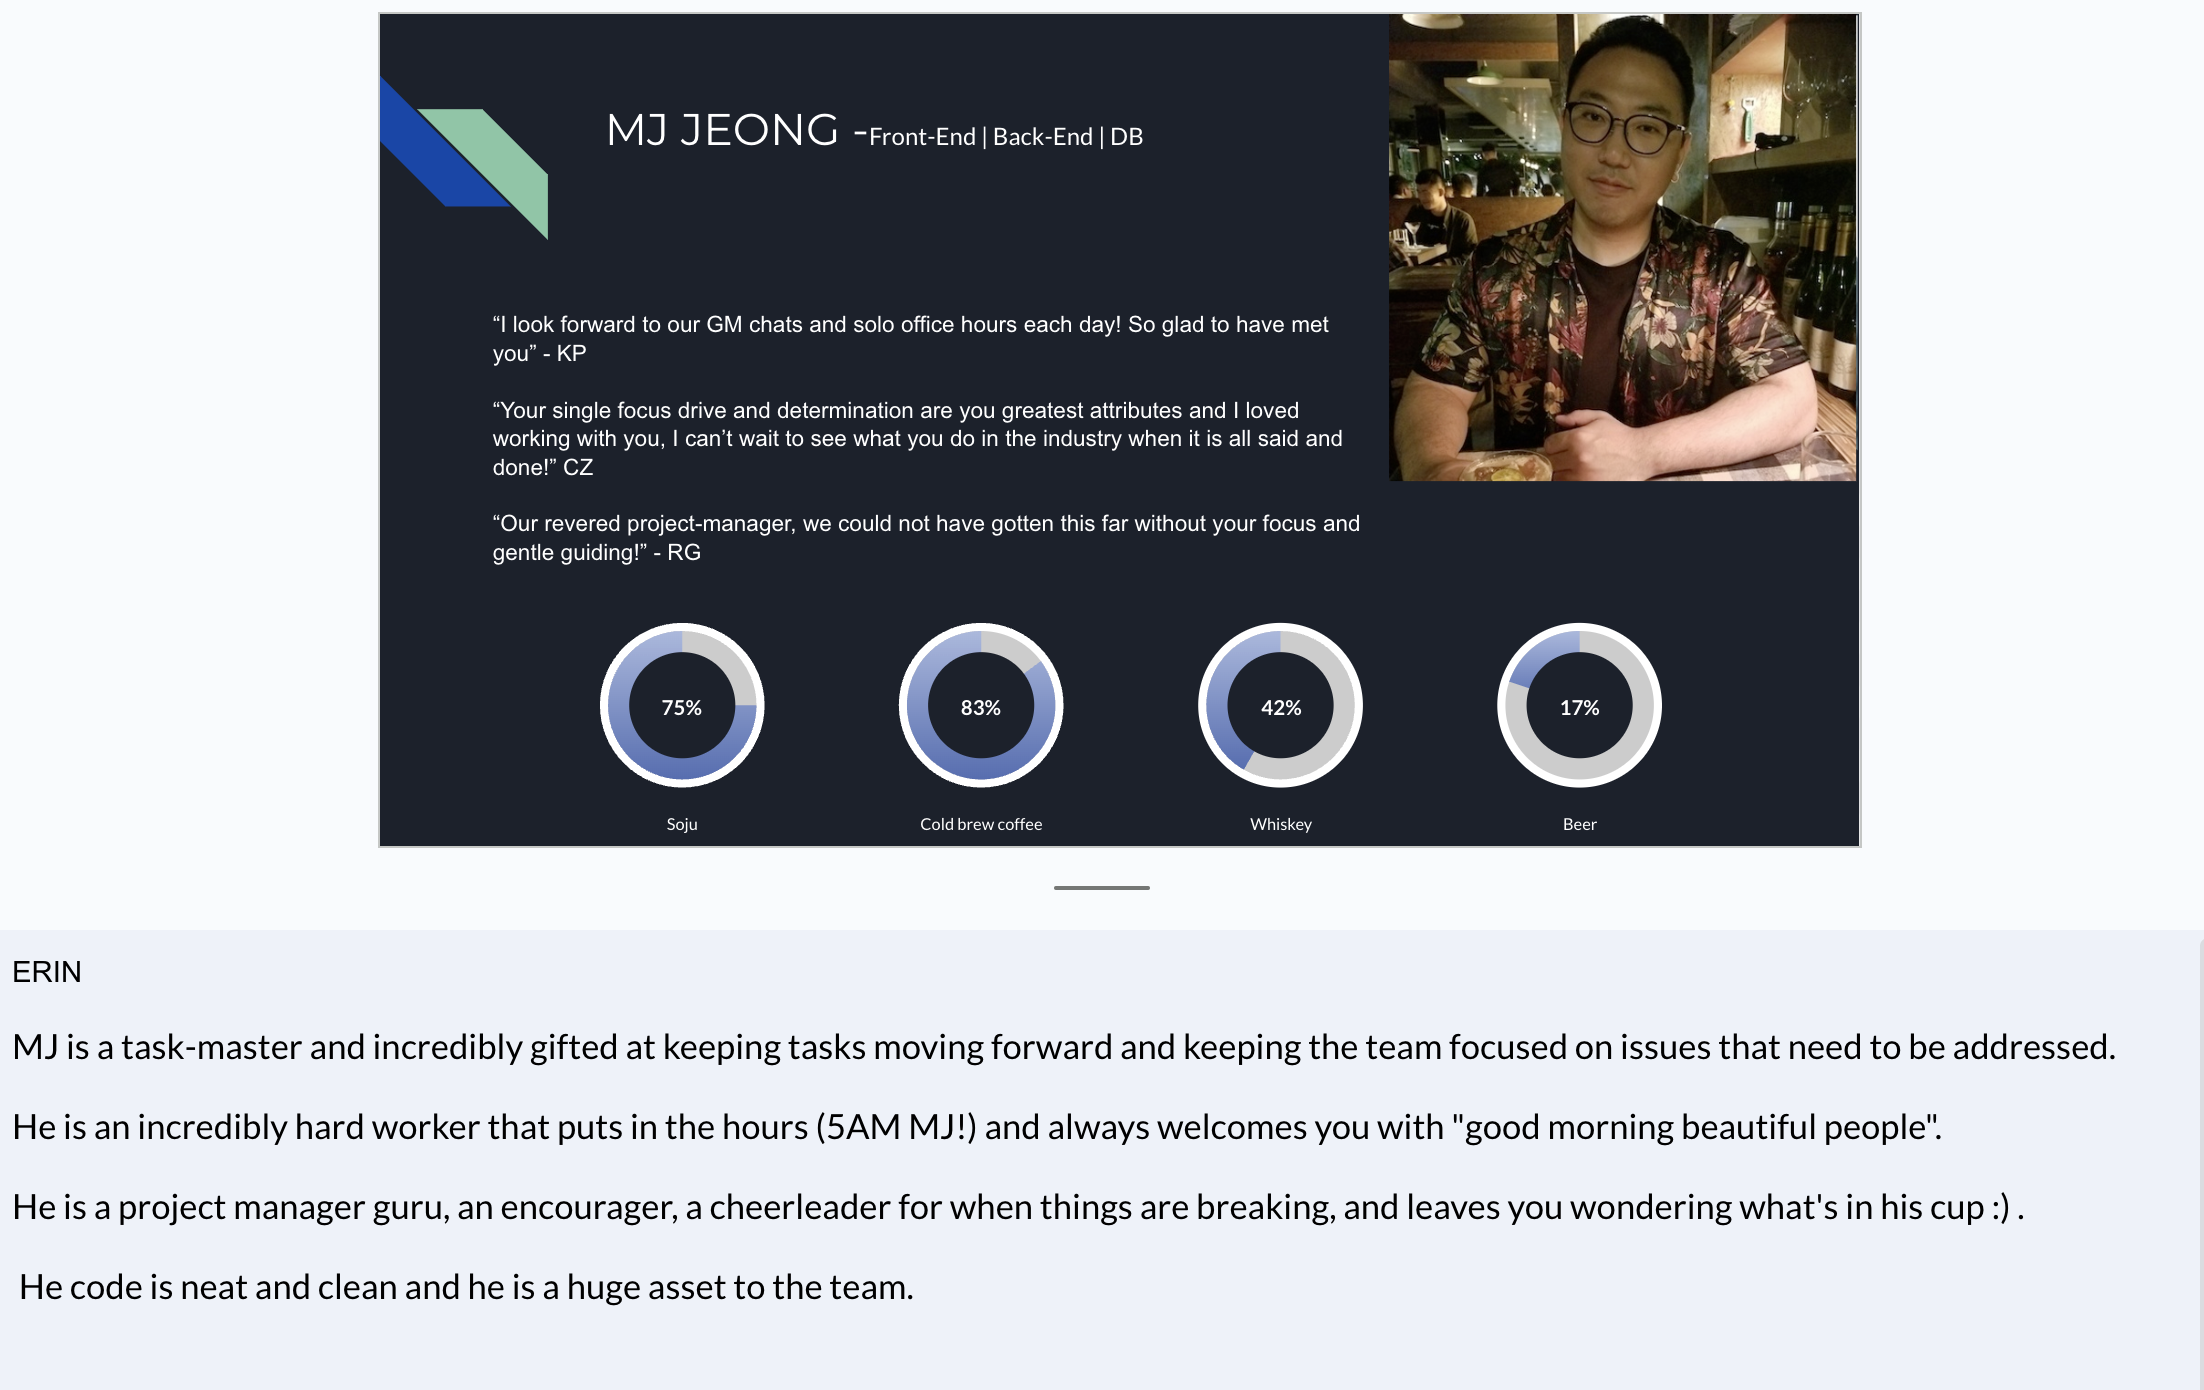 MJ JEONG -Front-End | Back-End | DB
“I look forward to our GM chats and solo office hours each day! So glad to have met
you” - KP
“Your single focus drive and determination are you greatest attributes and I loved
working with you, I can’t wait to see what you do in the industry when it is all said and
done!” CZ
“Our revered project-manager, we could not have gotten this far without your focus and
gentle guiding!” - RG
75%
83%
42%
17%
Soju
Cold brew coffee
Whiskey
Beer
ERIN
MJ is a task-master and incredibly gifted at keeping tasks moving forward and keeping the team focused on issues that need to be addressed.
He is an incredibly hard worker that puts in the hours (5AM MJ!) and always welcomes you with "good morning beautiful people".
He is a project manager guru, an encourager, a cheerleader for when things are breaking, and leaves you wondering what's in his cup :) .
He code is neat and clean and he is a huge asset to the team.